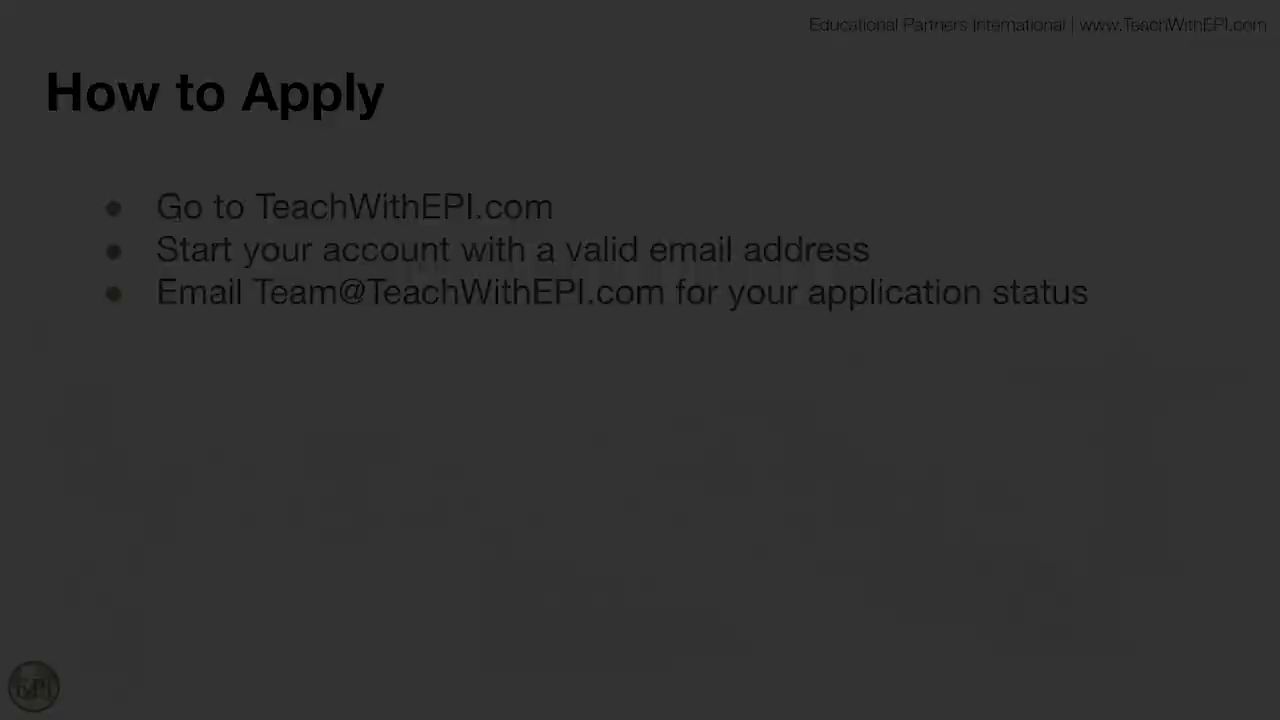 Educational Partners International | www.TeachWithEPI.com
How to Apply
● Go to TeachWithEPI.com
● Start your account with a valid email address
● Email Team@TeachWithEPI.com for your application status
EPI